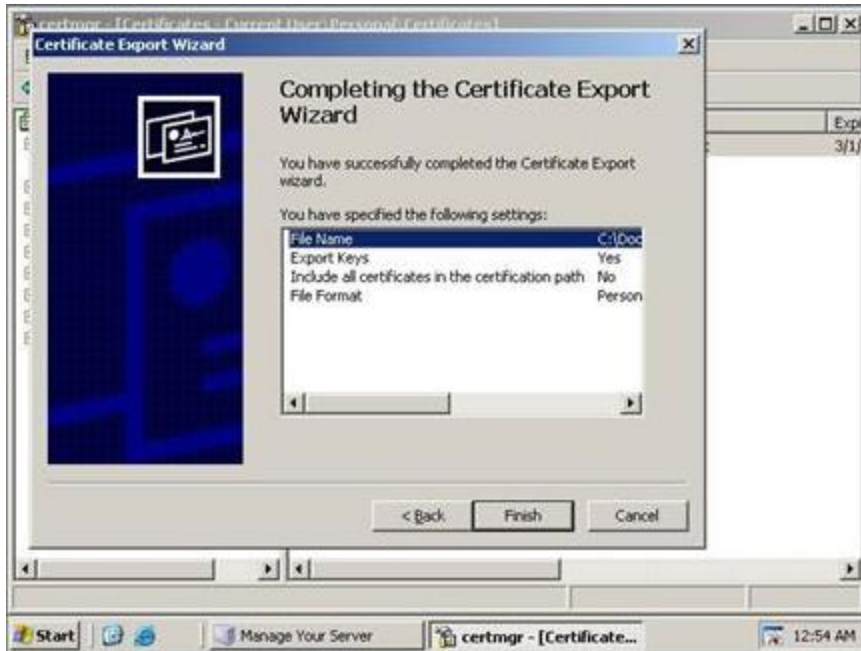 certmgr - [Certificates - Current User\Personal\Certificates]
Certificate Export Wizard
Completing the Certificate Export
Wizard
You have successfully completed the Certificate Export
wizard.
You have specified the following settings:
File Name C:\Doc
Export Keys Yes
Include all certificates in the certification path No
File Format Person
Exp
3/1/
< Back Finish Cancel
Start Manage Your Server certmgr - [Certificate... 12:54 AM